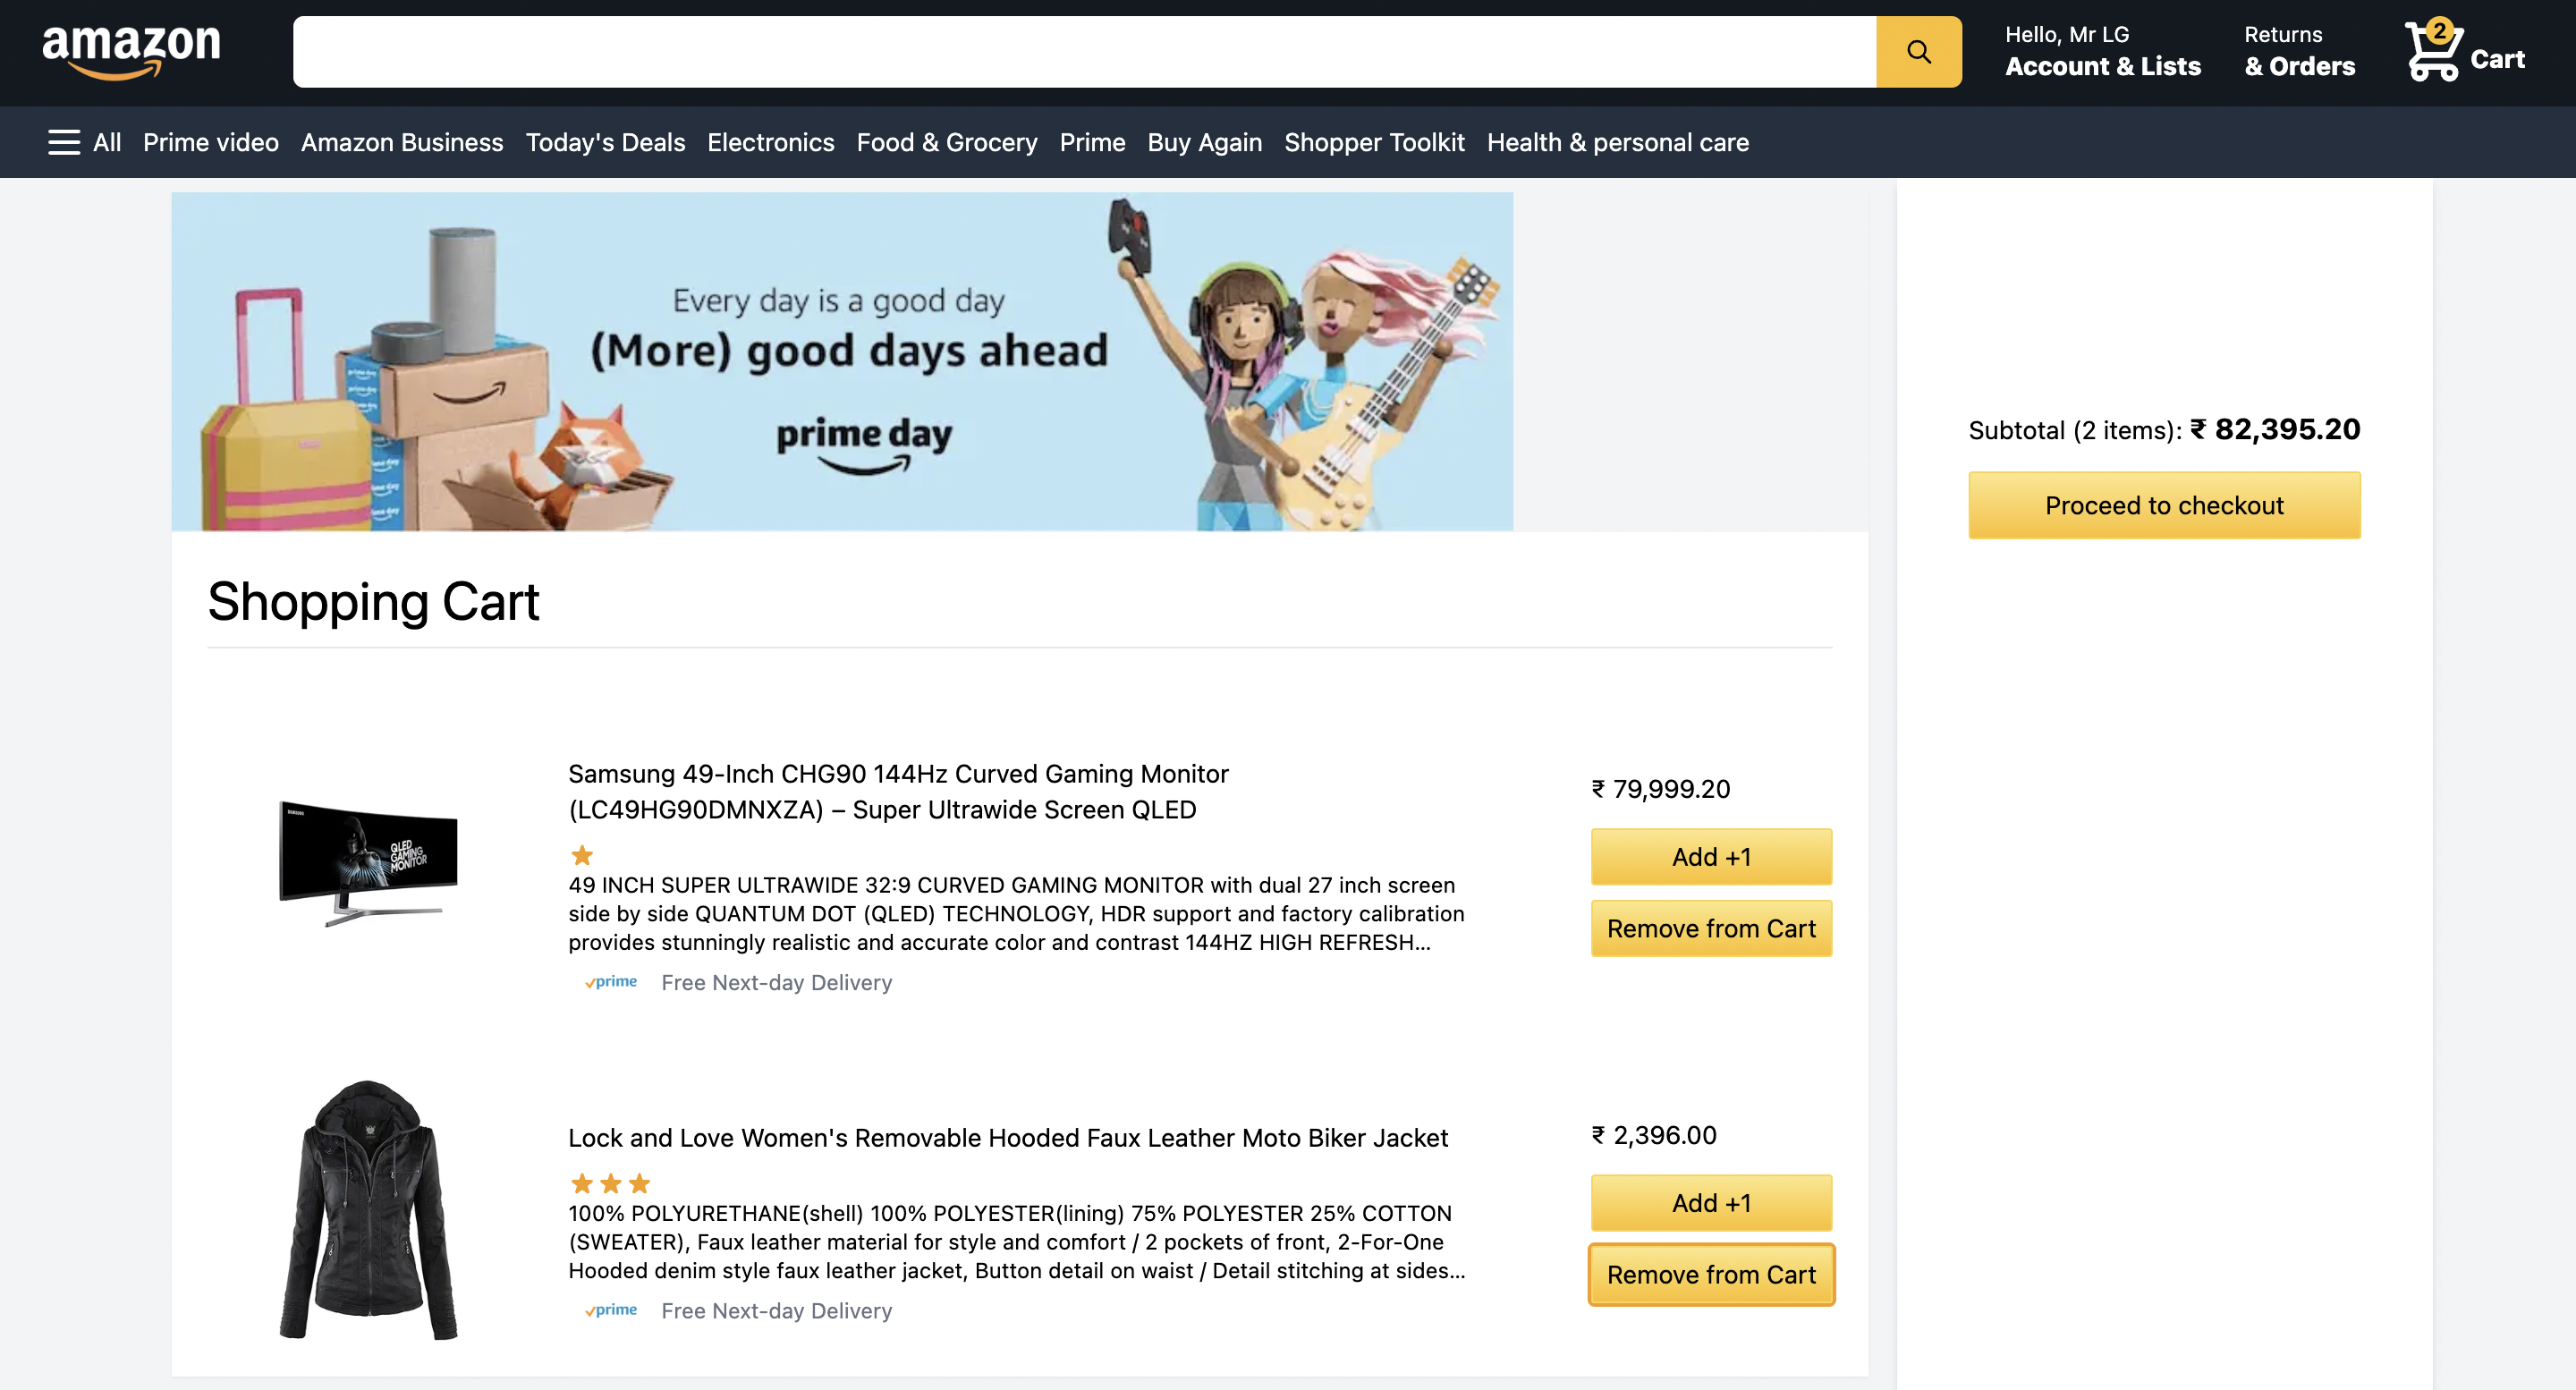 amazon
Hello, Mr LG
Account & Lists
Returns
& Orders
2
Cart
All Prime video Amazon Business Today's Deals Electronics Food & Grocery Prime Buy Again Shopper Toolkit Health & personal care
Every day is a good day
(More) good days ahead
prime day
Subtotal (2 items): ₹ 82,395.20
Proceed to checkout
Shopping Cart
SAMSUNG
QLED
GAMING
MONITOR
Samsung 49-Inch CHG90 144Hz Curved Gaming Monitor
(LC49HG90DMNXZA) – Super Ultrawide Screen QLED
49 INCH SUPER ULTRAWIDE 32:9 CURVED GAMING MONITOR with dual 27 inch screen
side by side QUANTUM DOT (QLED) TECHNOLOGY, HDR support and factory calibration
provides stunningly realistic and accurate color and contrast 144HZ HIGH REFRESH...
prime Free Next-day Delivery
₹ 79,999.20
Add +1
Remove from Cart
Lock and Love Women's Removable Hooded Faux Leather Moto Biker Jacket
100% POLYURETHANE(shell) 100% POLYESTER(lining) 75% POLYESTER 25% COTTON
(SWEATER), Faux leather material for style and comfort / 2 pockets of front, 2-For-One
Hooded denim style faux leather jacket, Button detail on waist / Detail stitching at sides...
prime Free Next-day Delivery
₹ 2,396.00
Add +1
Remove from Cart